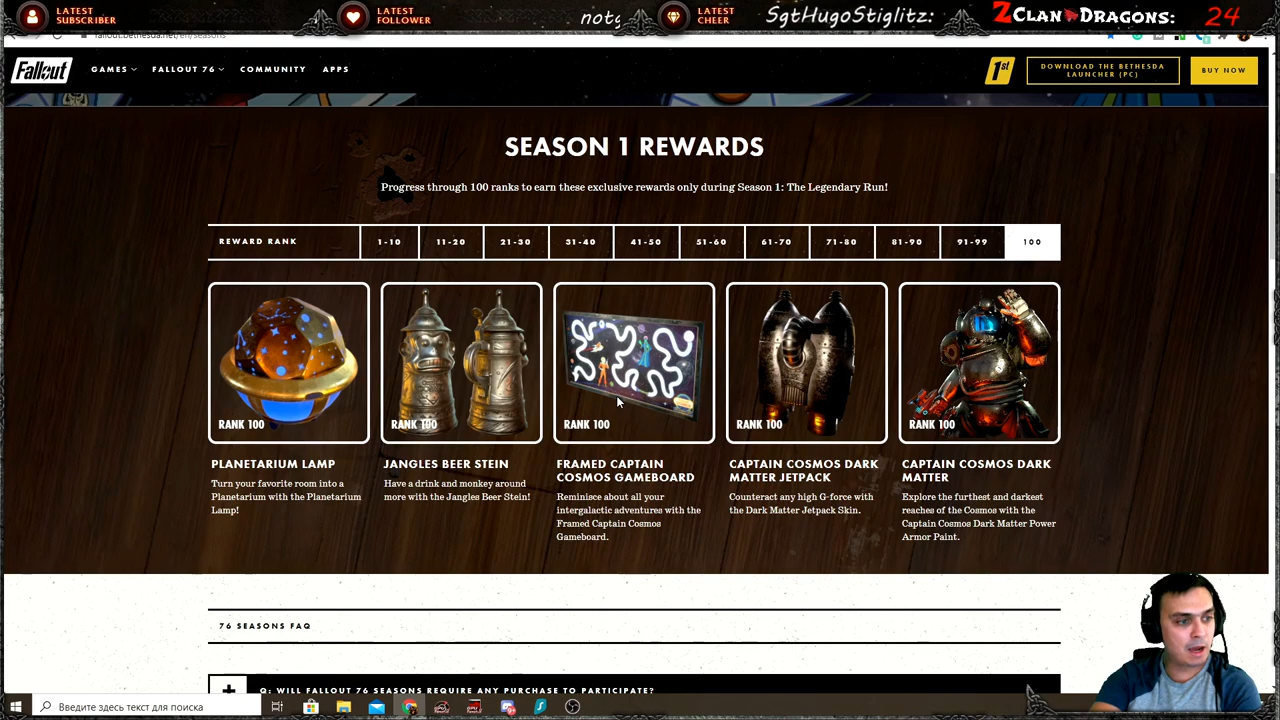 LATEST
SUBSCRIBER
LATEST
FOLLOWER
LATEST
CHEER
SgtHugoStiglitz:
ZCLAN DRAGONS: 24
fallout.bethesda.net/en/seasons
Fallout
GAMES
FALLOUT 76
COMMUNITY
APPS
1st
DOWNLOAD THE BETHESDA
LAUNCHER (PC)
BUY NOW
SEASON 1 REWARDS
Progress through 100 ranks to earn these exclusive rewards only during Season 1: The Legendary Run!
REWARD RANK 1-10 11-20 21-30 31-40 41-50 51-60 61-70 71-80 81-90 91-99 100
RANK 100
RANK 100
RANK 100
RANK 100
RANK 100
PLANETARIUM LAMP
Turn your favorite room into a
Planetarium with the Planetarium
Lamp!
JANGLES BEER STEIN
Have a drink and monkey around
more with the Jangles Beer Stein!
FRAMED CAPTAIN
COSMOS GAMEBOARD
Reminisce about all your
intergalactic adventures with the
Framed Captain Cosmos
Gameboard.
CAPTAIN COSMOS DARK
MATTER JETPACK
Counteract any high G-force with
the Dark Matter Jetpack Skin.
CAPTAIN COSMOS DARK
MATTER
Explore the furthest and darkest
reaches of the Cosmos with the
Captain Cosmos Dark Matter Power
Armor Paint.
76 SEASONS FAQ
+ Q: WILL FALLOUT 76 SEASONS REQUIRE ANY PURCHASE TO PARTICIPATE?
Введите здесь текст для поиска